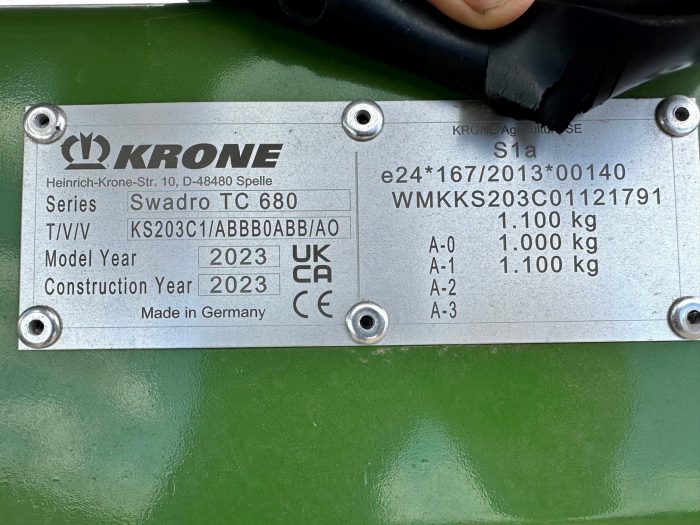 KRONE
Heinrich-Krone-Str. 10, D-48480 Spelle
Series Swadro TC 680
T/V/V KS203C1/ABBB0ABB/AO
Model Year 2023
Construction Year 2023
UK
CA
Made in Germany CE
KRONE SE
S1a
e24*167/2013*00140
WMKKS203C01121791
1.100 kg
A-0 1.000 kg
A-1 1.100 kg
A-2
A-3